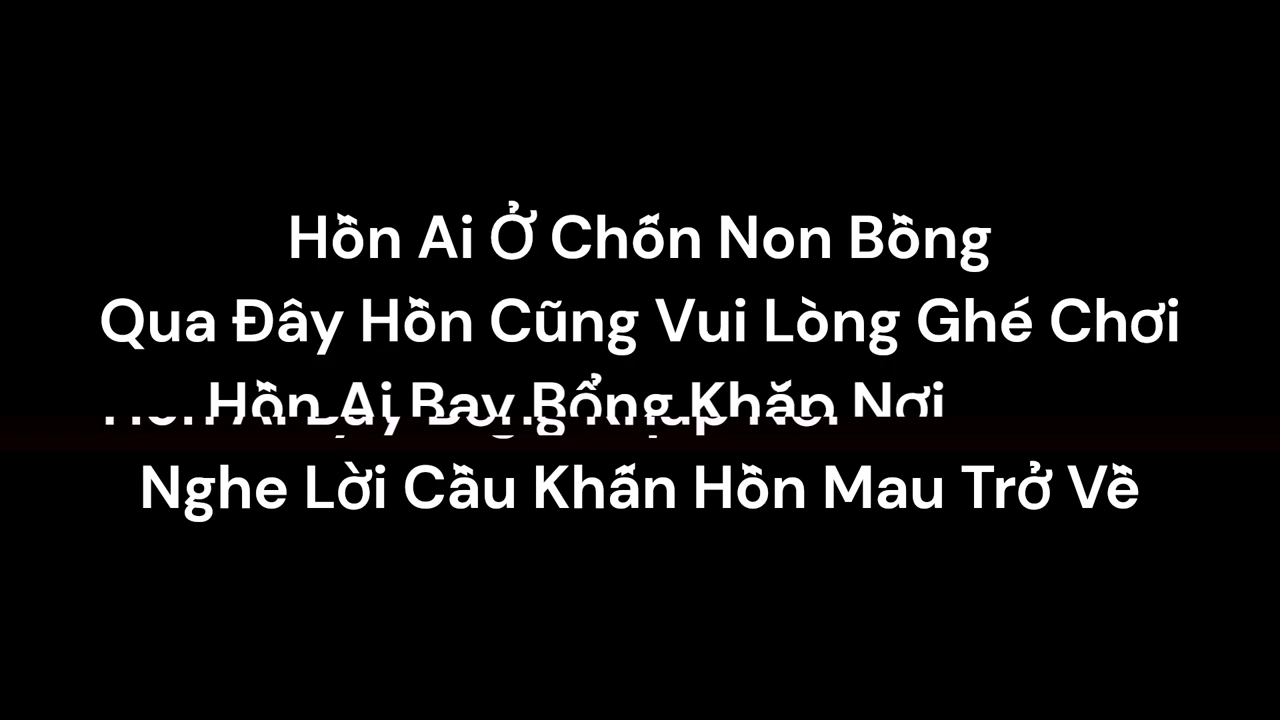 Hồn Ai Ở Chốn Non Bồng
Qua Đây Hồn Cũng Vui Lòng Ghé Chơi
Hồn Ai Bay Bổng Khắp Nơi
Nghe Lời Cầu Khẩn Hồn Mau Trở Về